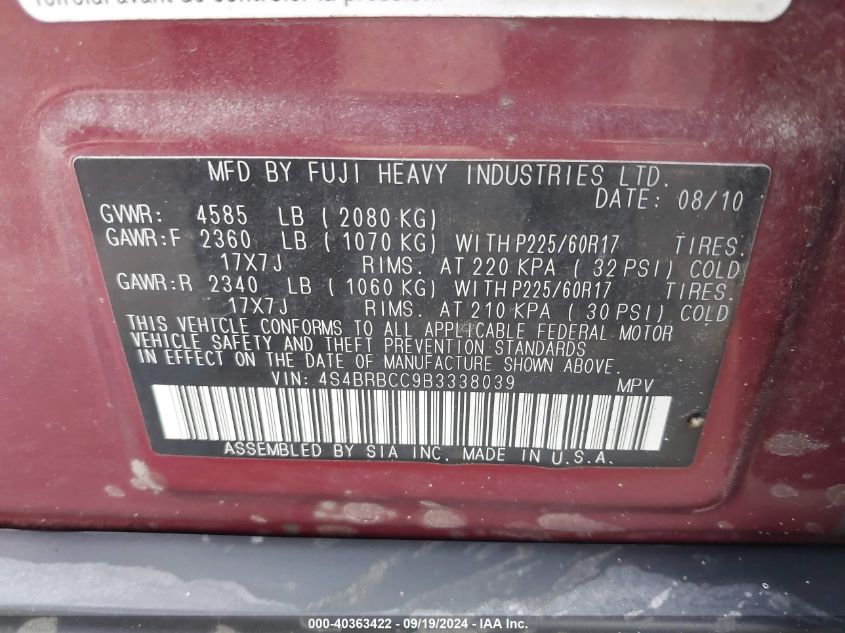 MFD BY FUJI HEAVY INDUSTRIES LTD.
DATE: 08/10
GVWR: 4585 LB ( 2080 KG)
GAWR:F 2360 LB ( 1070 KG) WITH P225/60R17 TIRES.
17X7J RIMS. AT 220 KPA ( 32 PSI) COLD
GAWR:R 2340 LB ( 1060 KG) WITH P225/60R17 TIRES.
17X7J RIMS. AT 210 KPA ( 30 PSI) COLD
THIS VEHICLE CONFORMS TO ALL APPLICABLE FEDERAL MOTOR
VEHICLE SAFETY AND THEFT PREVENTION STANDARDS
IN EFFECT ON THE DATE OF MANUFACTURE SHOWN ABOVE.
VIN: 4S4BRBCC9B3338039 MPV
ASSEMBLED BY SIA INC. MADE IN U.S.A.
000-40363422 - 09/19/2024 - IAA Inc.